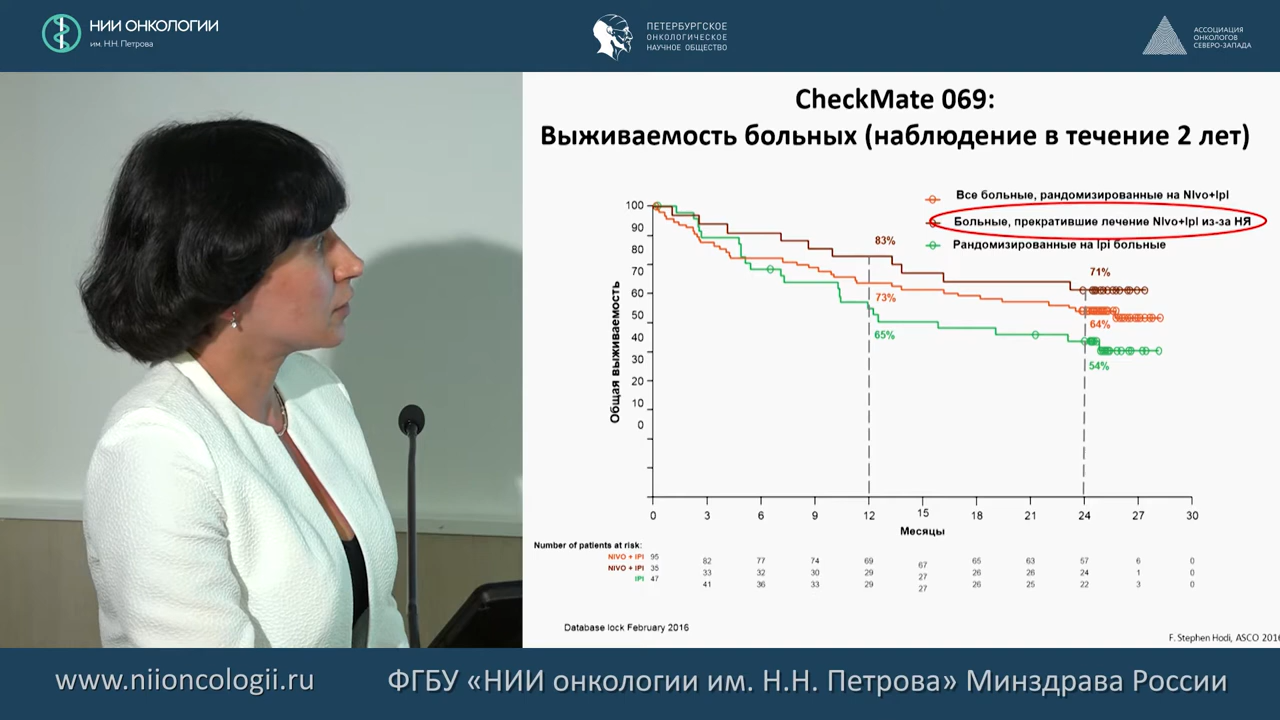 НИИ ОНКОЛОГИИ
им. Н.Н. Петрова
ПЕТЕРБУРГСКОЕ
ОНКОЛОГИЧЕСКОЕ
НАУЧНОЕ ОБЩЕСТВО
АССОЦИАЦИЯ
ОНКОЛОГОВ
СЕВЕРО-ЗАПАДА
CheckMate 069:
Выживаемость больных (наблюдение в течение 2 лет)
Все больные, рандомизированные на NIvo+IpI
Больные, прекратившие лечение NIvo+IpI из-за НЯ
Рандомизированные на IpI больные
Общая выживаемость
100
90
80
70
60
50
40
30
20
10
0
83%
73%
65%
71%
64%
54%
0 3 6 9 12 15 18 21 24 27 30
Месяцы
Number of patients at risk:
NIVO + IPI 95 82 77 74 69 67 65 63 57 6 0
NIVO + IPI 35 33 32 30 29 27 26 26 24 1 0
IPI 47 41 36 33 29 27 26 25 22 3 0
Database lock February 2016
F. Stephen Hodi, ASCO 2016
www.niioncologii.ru
ФГБУ «НИИ онкологии им. Н.Н. Петрова» Минздрава России